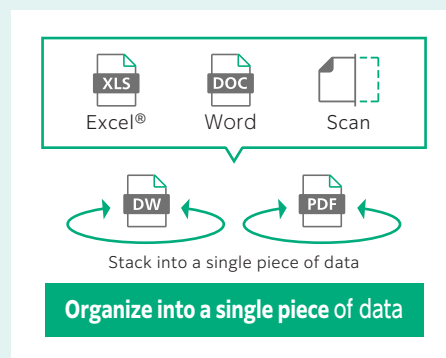 XLS DOC
Excel® Word Scan
DW PDF
Stack into a single piece of data
Organize into a single piece of data